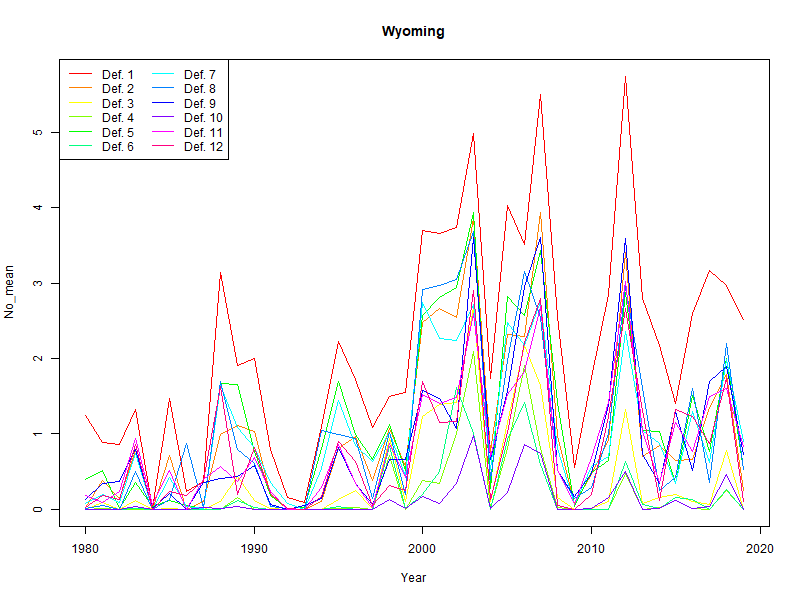 Wyoming
Def. 1 Def. 7
Def. 2 Def. 8
Def. 3 Def. 9
Def. 4 Def. 10
Def. 5 Def. 11
Def. 6 Def. 12
5
4
3
2
1
0
No_mean
1980 1990 2000 2010 2020
Year